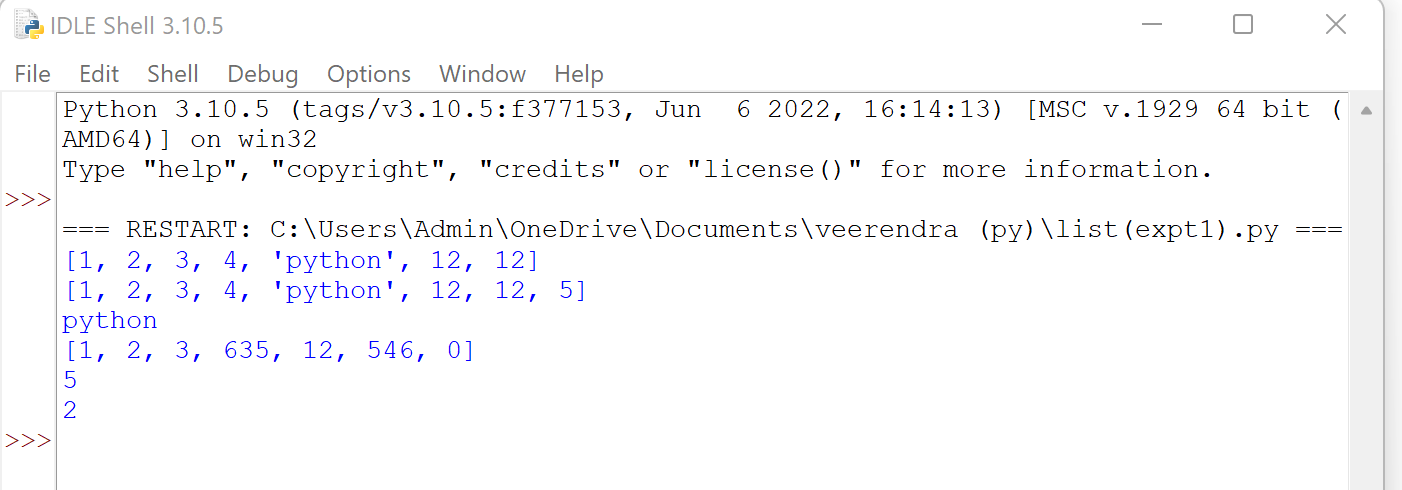 IDLE Shell 3.10.5
File Edit Shell Debug Options Window Help
Python 3.10.5 (tags/v3.10.5:f377153, Jun  6 2022, 16:14:13) [MSC v.1929 64 bit (
AMD64)] on win32
Type "help", "copyright", "credits" or "license()" for more information.
>>>
=== RESTART: C:\Users\Admin\OneDrive\Documents\veerendra (py)\list(expt1).py ===
[1, 2, 3, 4, 'python', 12, 12]
[1, 2, 3, 4, 'python', 12, 12, 5]
python
[1, 2, 3, 635, 12, 546, 0]
5
2
>>>